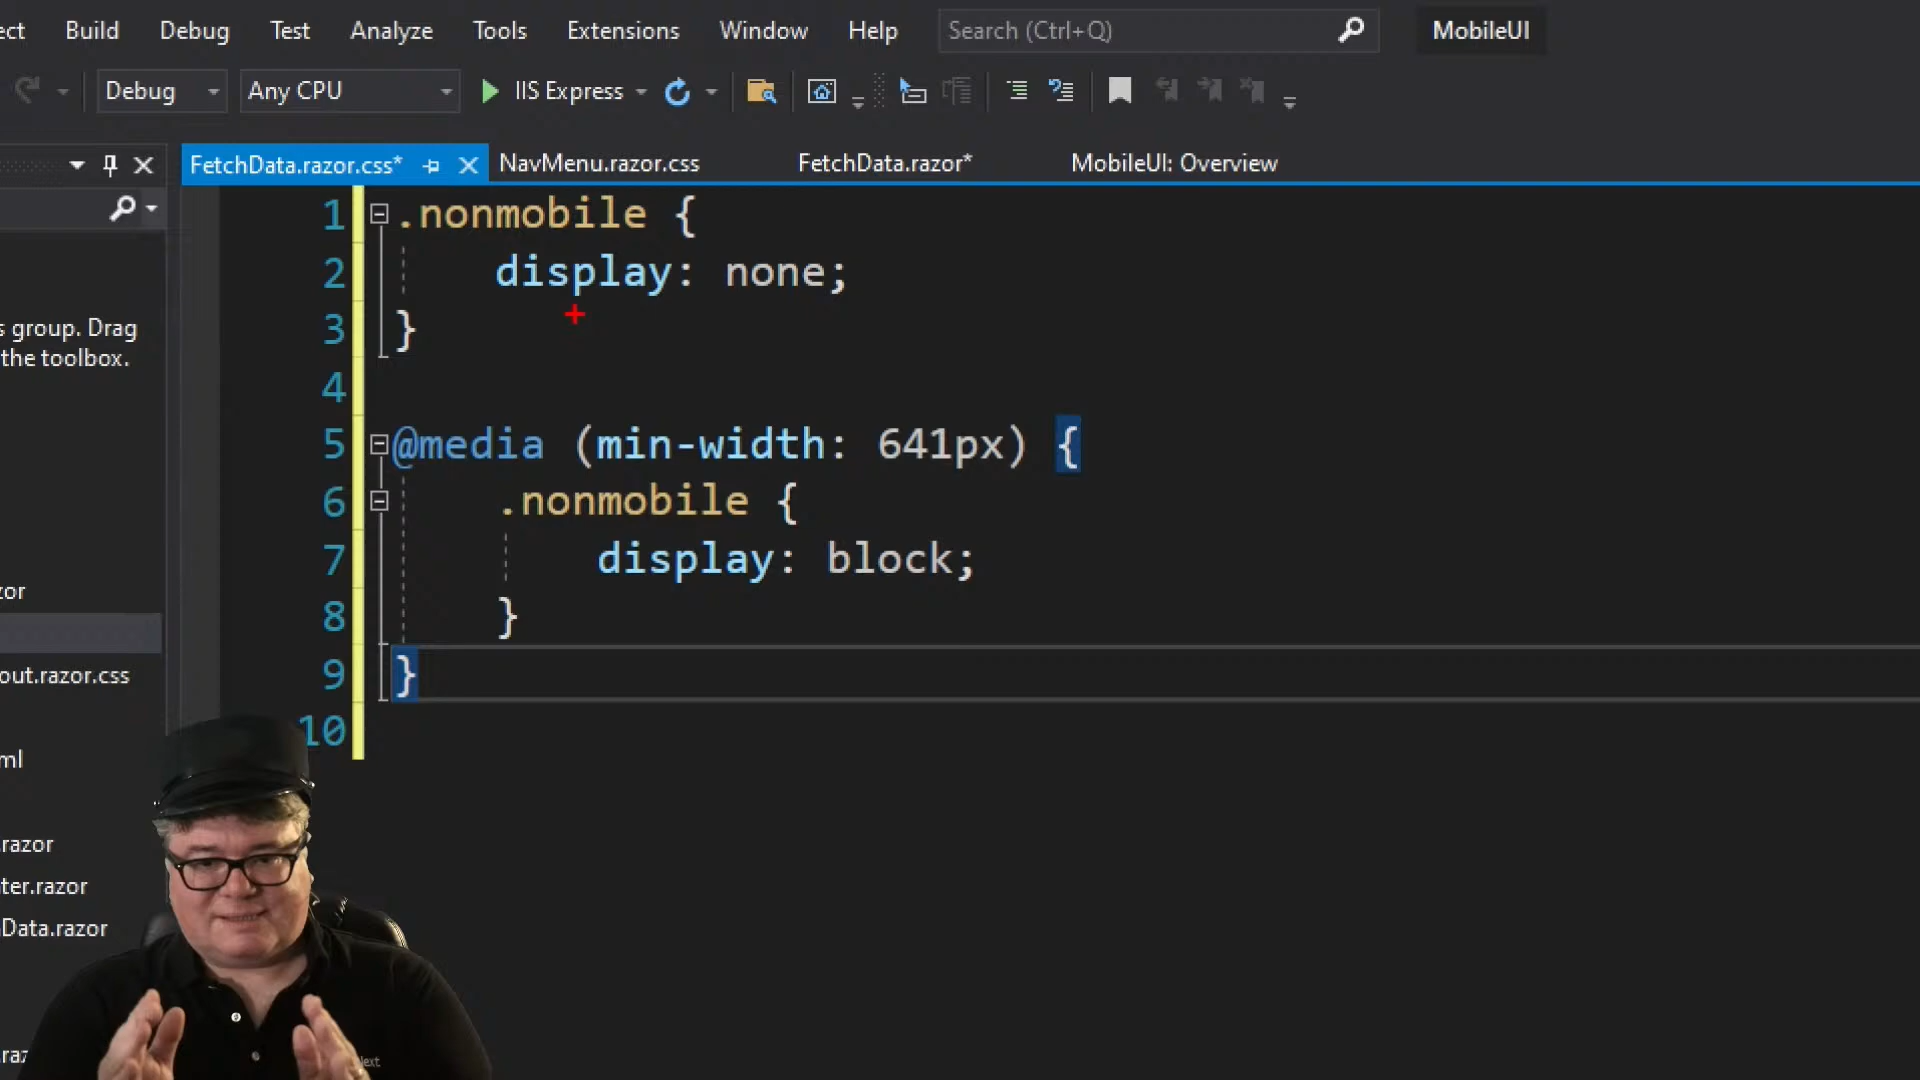 ect Build Debug Test Analyze Tools Extensions Window Help Search (Ctrl+Q) MobileUI
Debug Any CPU IIS Express
FetchData.razor.css* NavMenu.razor.css FetchData.razor* MobileUI: Overview
1 .nonmobile {
2 display: none;
3 }
4
5 @media (min-width: 641px) {
6 .nonmobile {
7 display: block;
8 }
9 }
10
s group. Drag
the toolbox.
zor
out.razor.css
ml
.razor
ter.razor
Data.razor
.raz